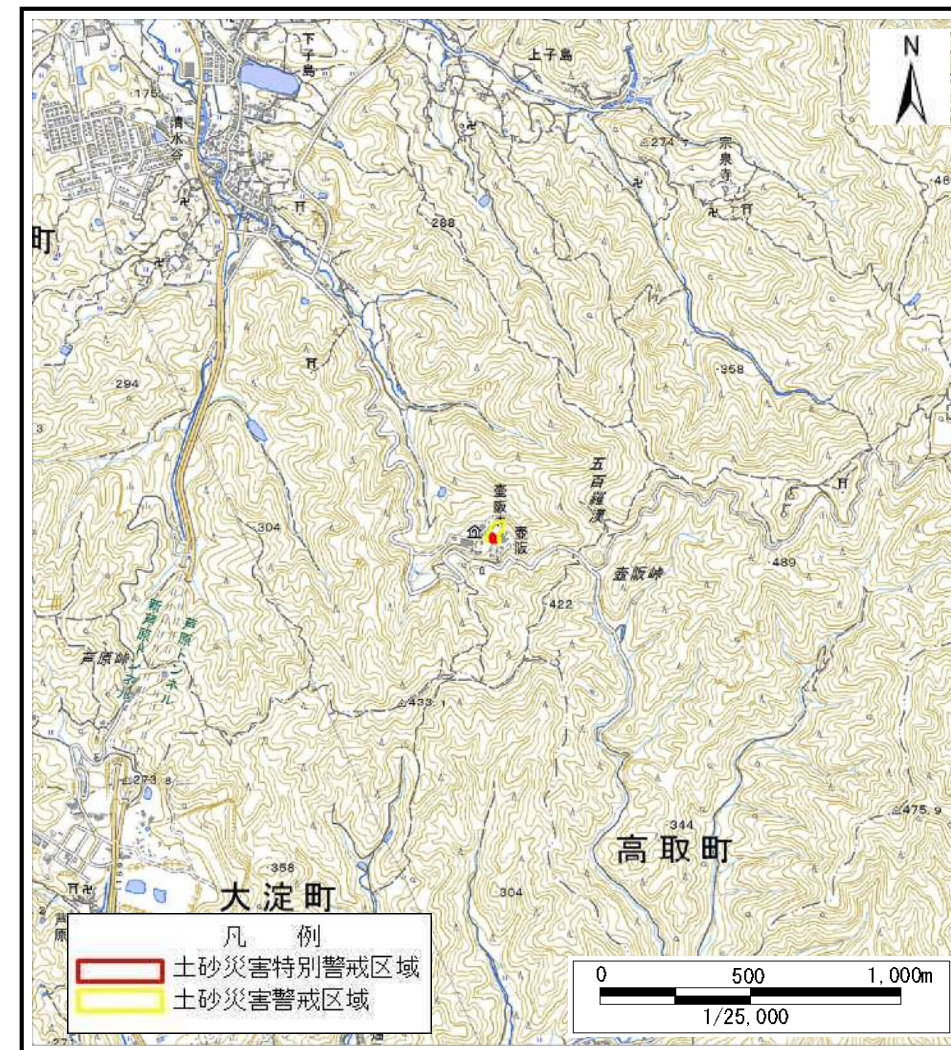 N
下子島
上子島
・175
清水谷
△274.7
宗泉寺
町
・288
・358
・294
五百羅漢
壷阪
・304
壷阪峠
489
・422
芦原トンネル
新芦原トンネル
芦原峠
△433.1
△273.8
△475.9
・344
高取町
358
大淀町
・304
芦原
凡 例
土砂災害特別警戒区域
土砂災害警戒区域
0 500 1,000m
1/25,000